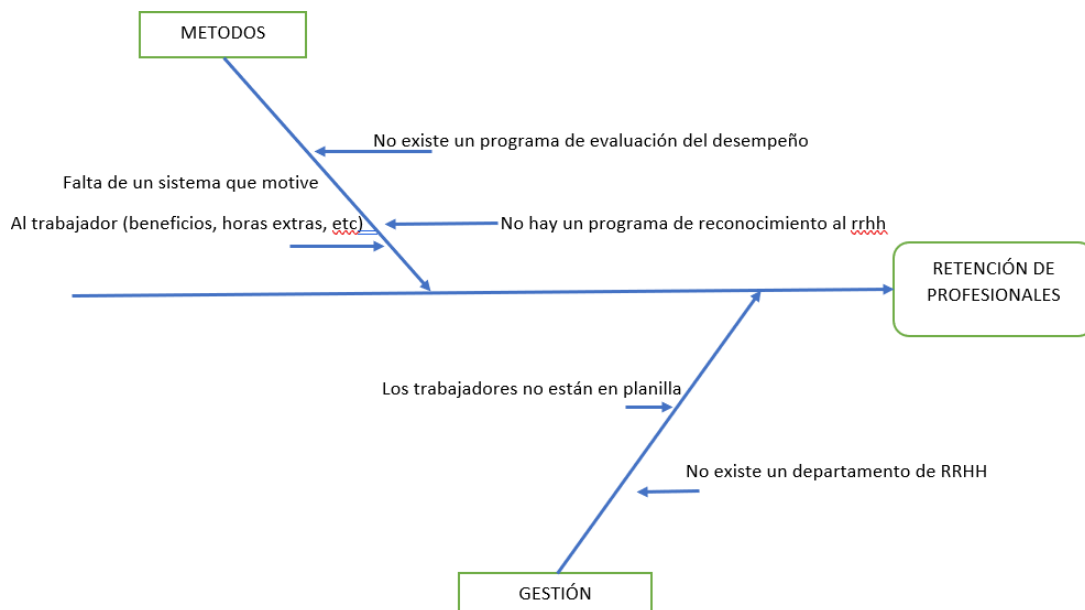 METODOS
No existe un programa de evaluación del desempeño
Falta de un sistema que motive
Al trabajador (beneficios, horas extras, etc)
No hay un programa de reconocimiento al rrhh
RETENCIÓN DE
PROFESIONALES
Los trabajadores no están en planilla
No existe un departamento de RRHH
GESTIÓN